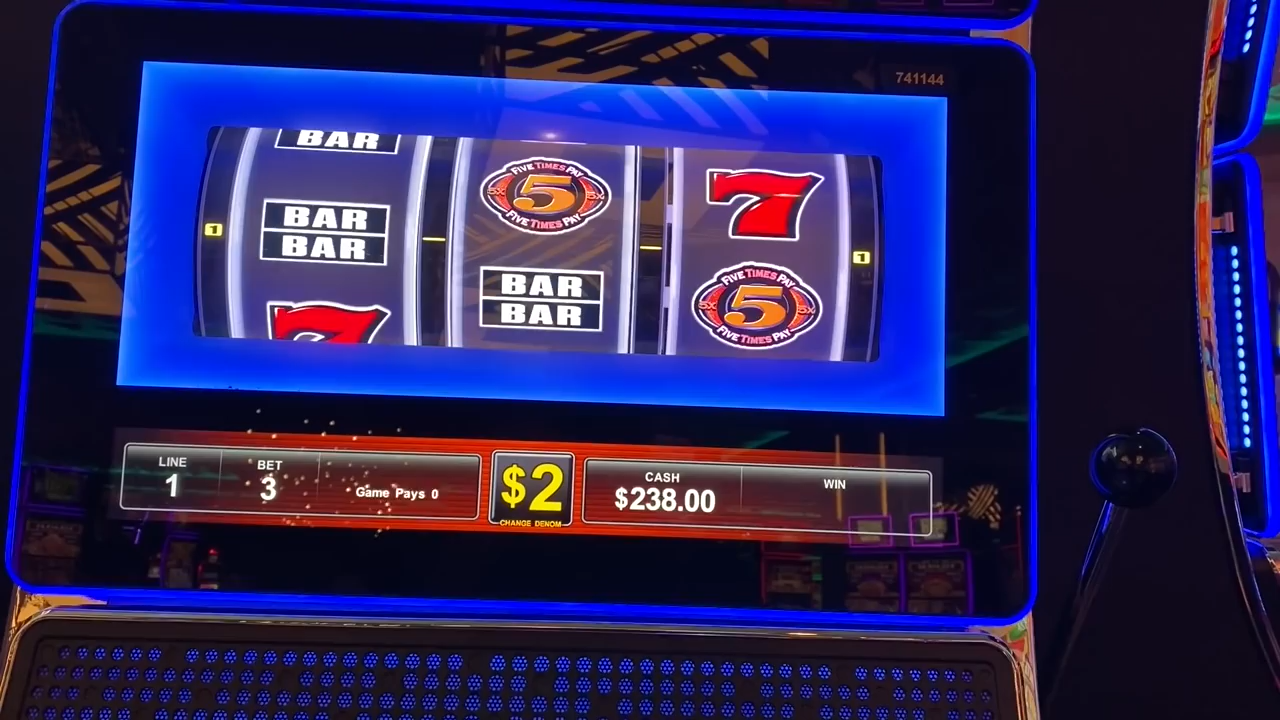 741144
BAR
BAR
BAR
FIVE TIMES PAY
5X 5 5X
FIVE TIMES PAY
BAR
BAR
7
FIVE TIMES PAY
5X 5 5X
FIVE TIMES PAY
1
1
LINE
1
BET
3
Game Pays 0
$2
CHANGE DENOM
CASH
$238.00
WIN